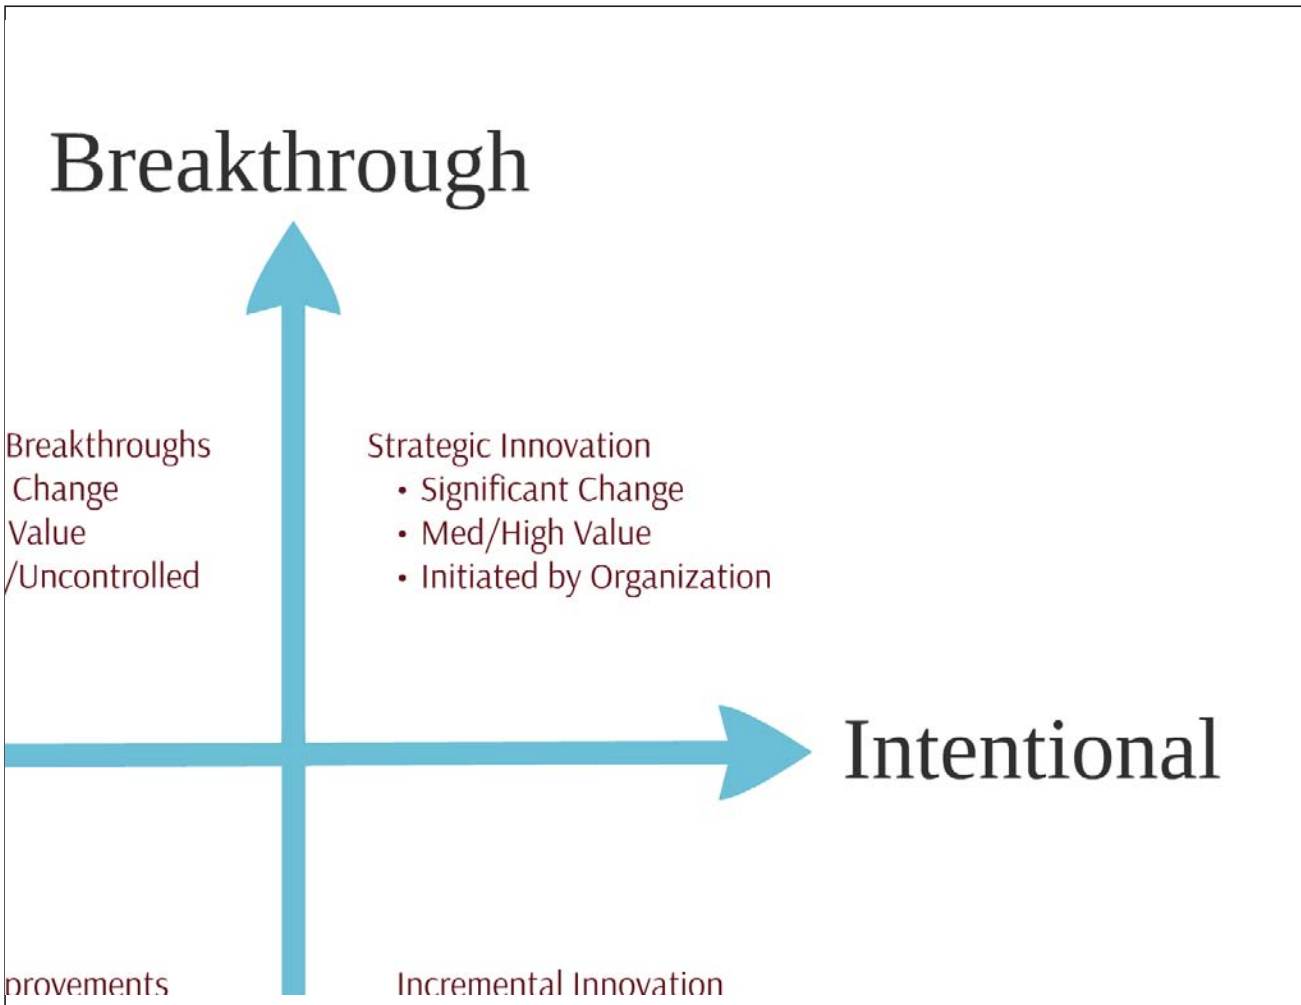 Breakthrough
Breakthroughs
Change
Value
/Uncontrolled
Strategic Innovation
• Significant Change
• Med/High Value
• Initiated by Organization
Intentional
provements
Incremental Innovation